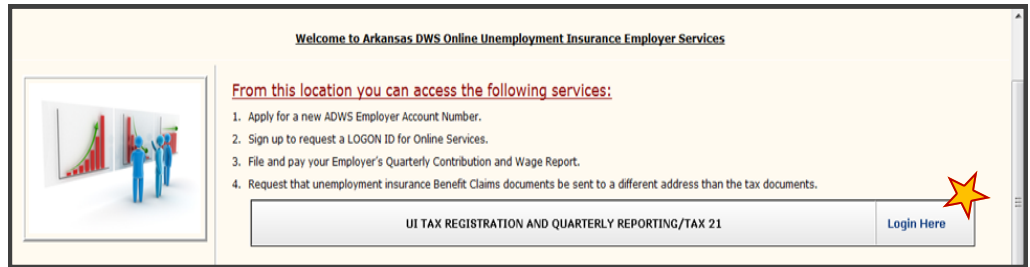 Welcome to Arkansas DWS Online Unemployment Insurance Employer Services
From this location you can access the following services:
1. Apply for a new ADWS Employer Account Number.
2. Sign up to request a LOGON ID for Online Services.
3. File and pay your Employer's Quarterly Contribution and Wage Report.
4. Request that unemployment insurance Benefit Claims documents be sent to a different address than the tax documents.
UI TAX REGISTRATION AND QUARTERLY REPORTING/TAX 21 Login Here